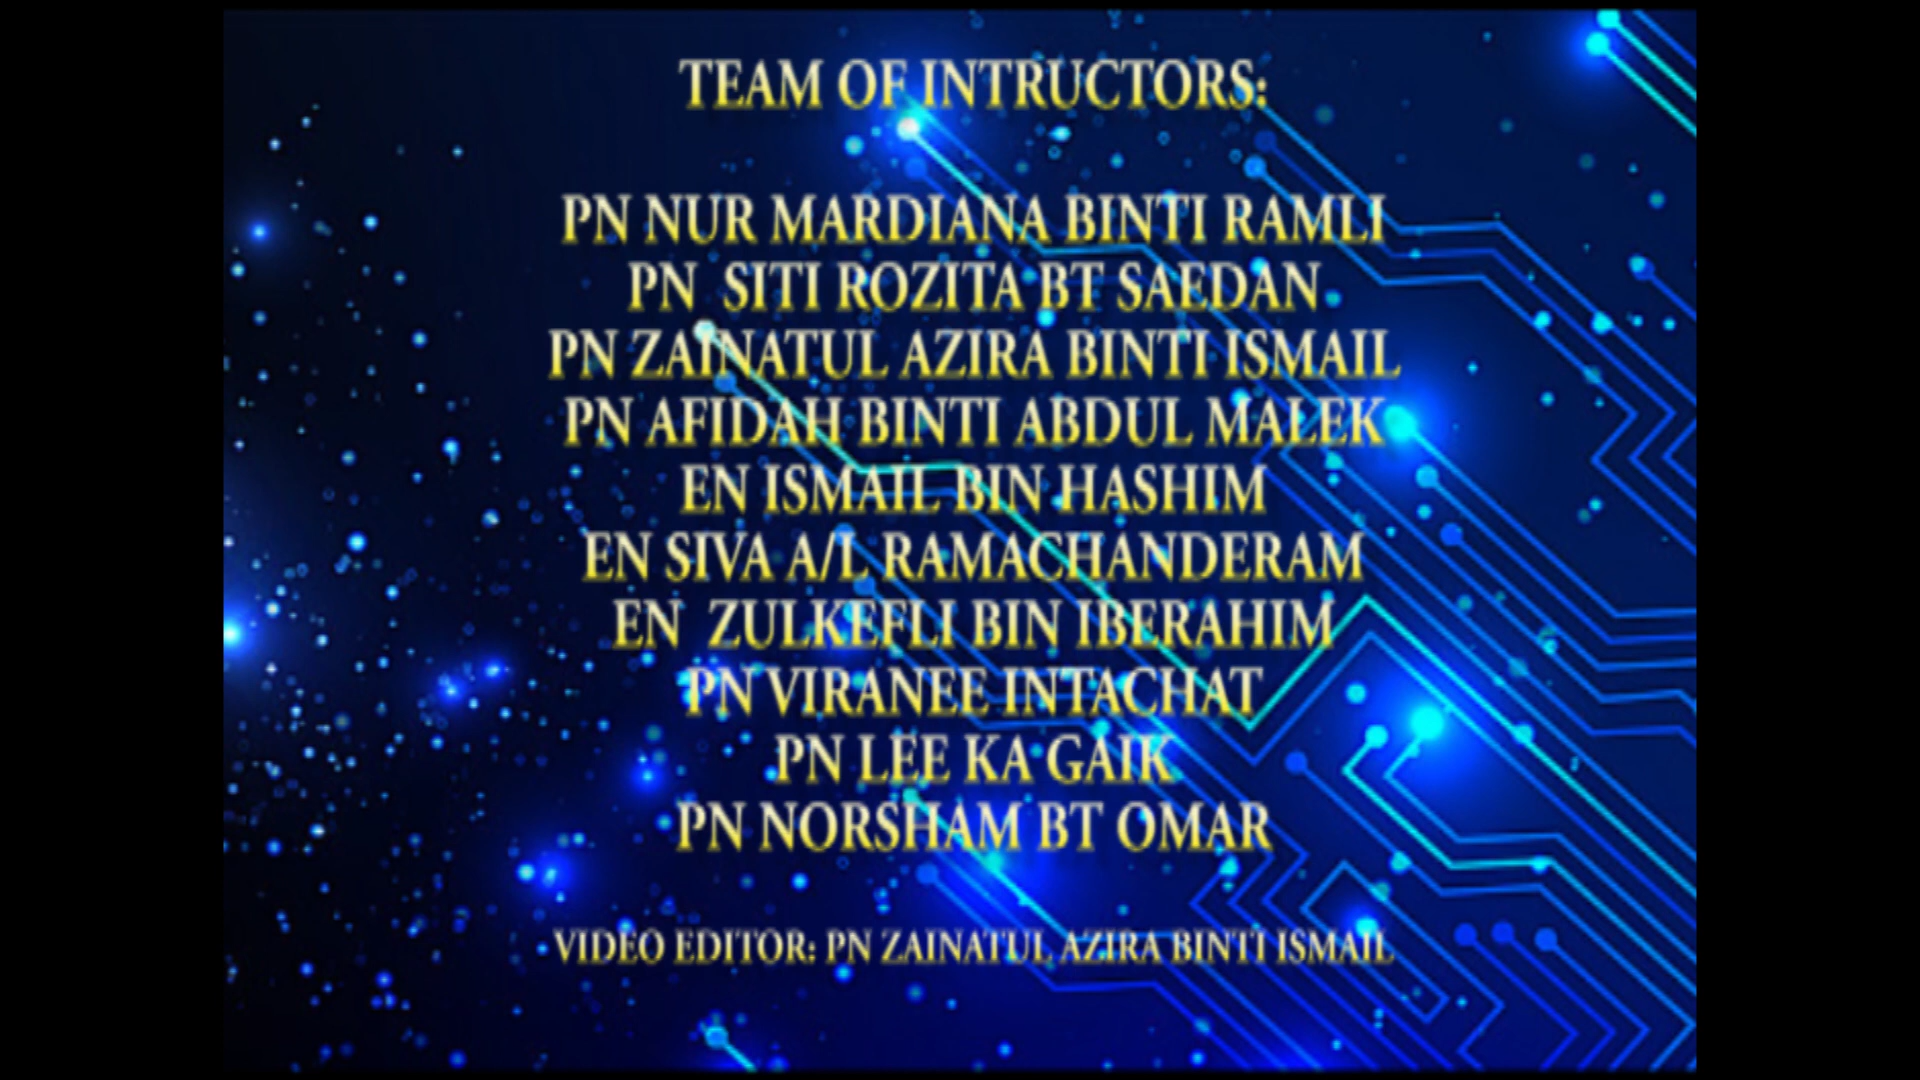 TEAM OF INTRUCTORS:
PN NUR MARDIANA BINTI RAMLI
PN SITI ROZITA BT SAEDAN
PN ZAINATUL AZIRA BINTI ISMAIL
PN AFIDAH BINTI ABDUL MALEK
EN ISMAIL BIN HASHIM
EN SIVA A/L RAMACHANDERAM
EN ZULKEFLI BIN IBERAHIM
PN VIRANEE INTACHAT
PN LEE KA GAIK
PN NORSHAM BT OMAR
VIDEO EDITOR: PN ZAINATUL AZIRA BINTI ISMAIL